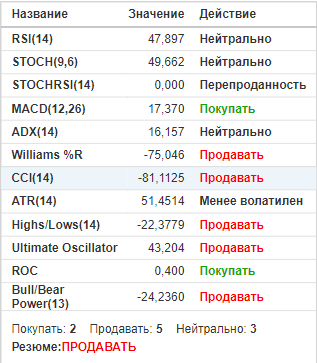 Название Значение Действие
RSI(14) 47,897 Нейтрально
STOCH(9,6) 49,662 Нейтрально
STOCHRSI(14) 0,000 Перепроданность
MACD(12,26) 17,370 Покупать
ADX(14) 16,157 Нейтрально
Williams %R -75,046 Продавать
CCI(14) -81,1125 Продавать
ATR(14) 51,4514 Менее волатилен
Highs/Lows(14) -22,3779 Продавать
Ultimate Oscillator 43,204 Продавать
ROC 0,400 Покупать
Bull/Bear
Power(13) -24,2360 Продавать
Покупать: 2 Продавать: 5 Нейтрально: 3
Резюме:ПРОДАВАТЬ